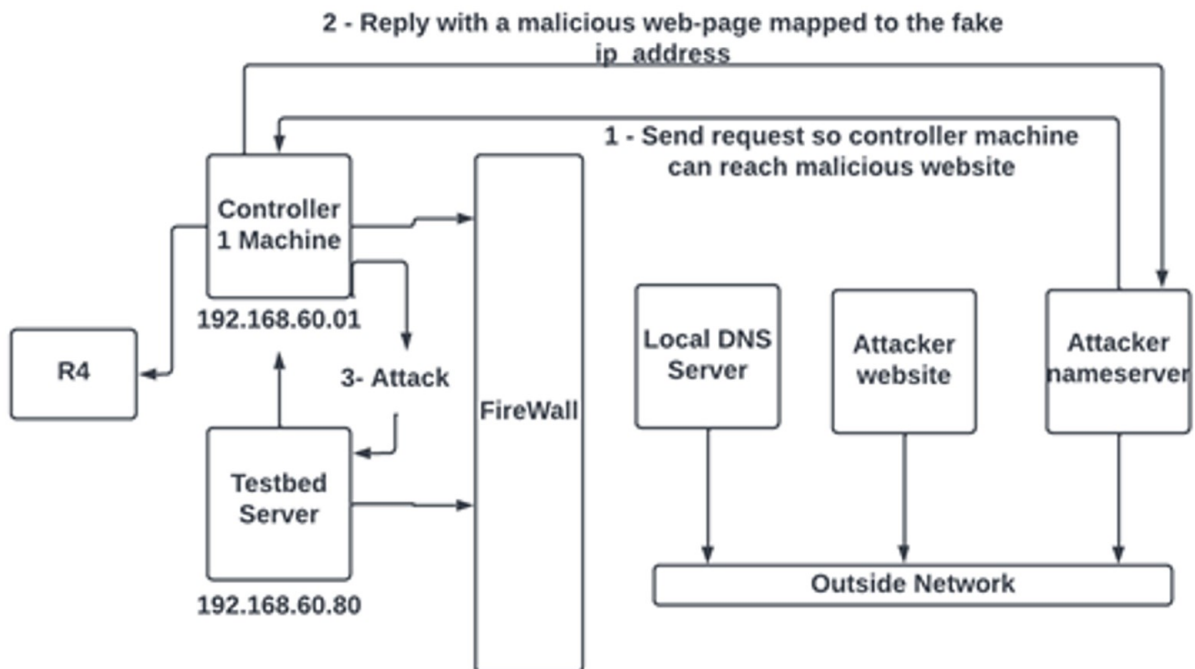 2 - Reply with a malicious web-page mapped to the fake
ip address
1 - Send request so controller machine
can reach malicious website
Controller
1 Machine
192.168.60.01
R4
3- Attack
FireWall
Local DNS
Server
Attacker
website
Attacker
nameserver
Testbed
Server
192.168.60.80
Outside Network